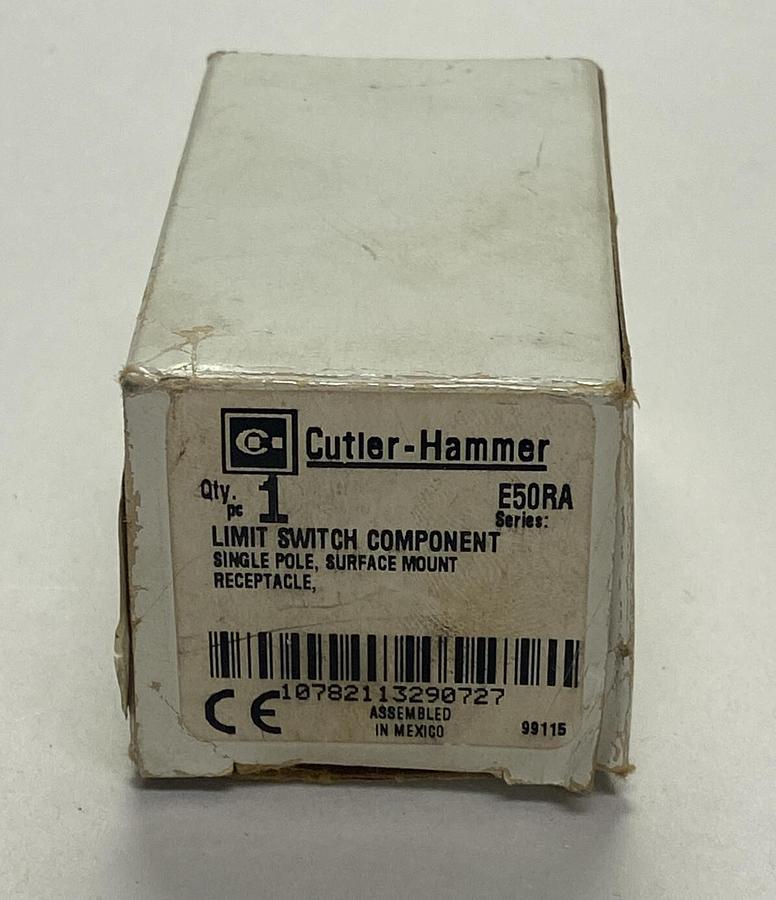 Cutler-Hammer
Qty. 1 E50RA
pc Series:
LIMIT SWITCH COMPONENT
SINGLE POLE, SURFACE MOUNT
RECEPTACLE,
10782113290727
CE ASSEMBLED
IN MEXICO 99115